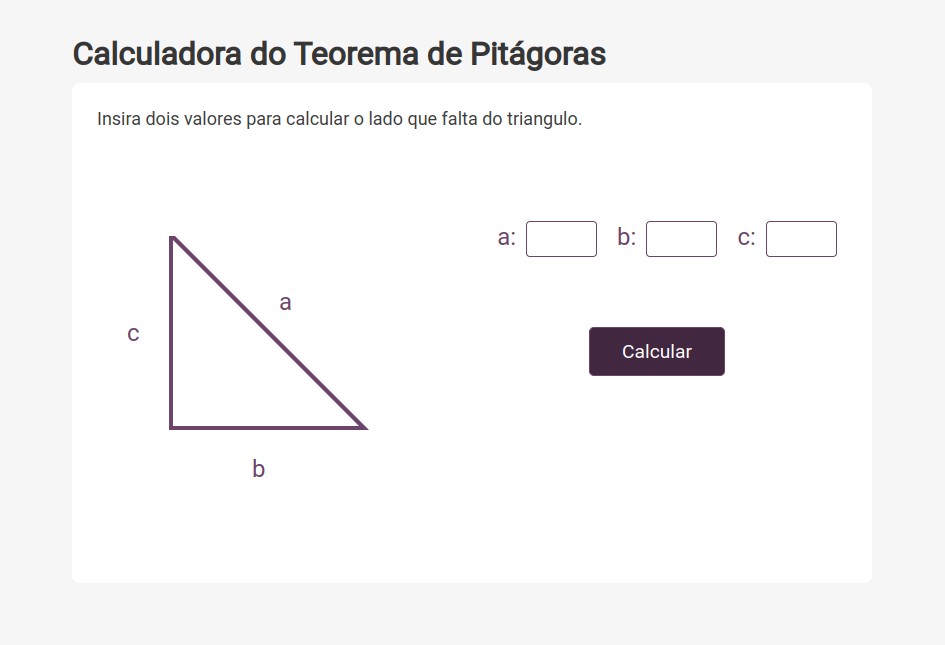 Calculadora do Teorema de Pitágoras
Insira dois valores para calcular o lado que falta do triangulo.
a: b: c:
a
c
Calcular
b